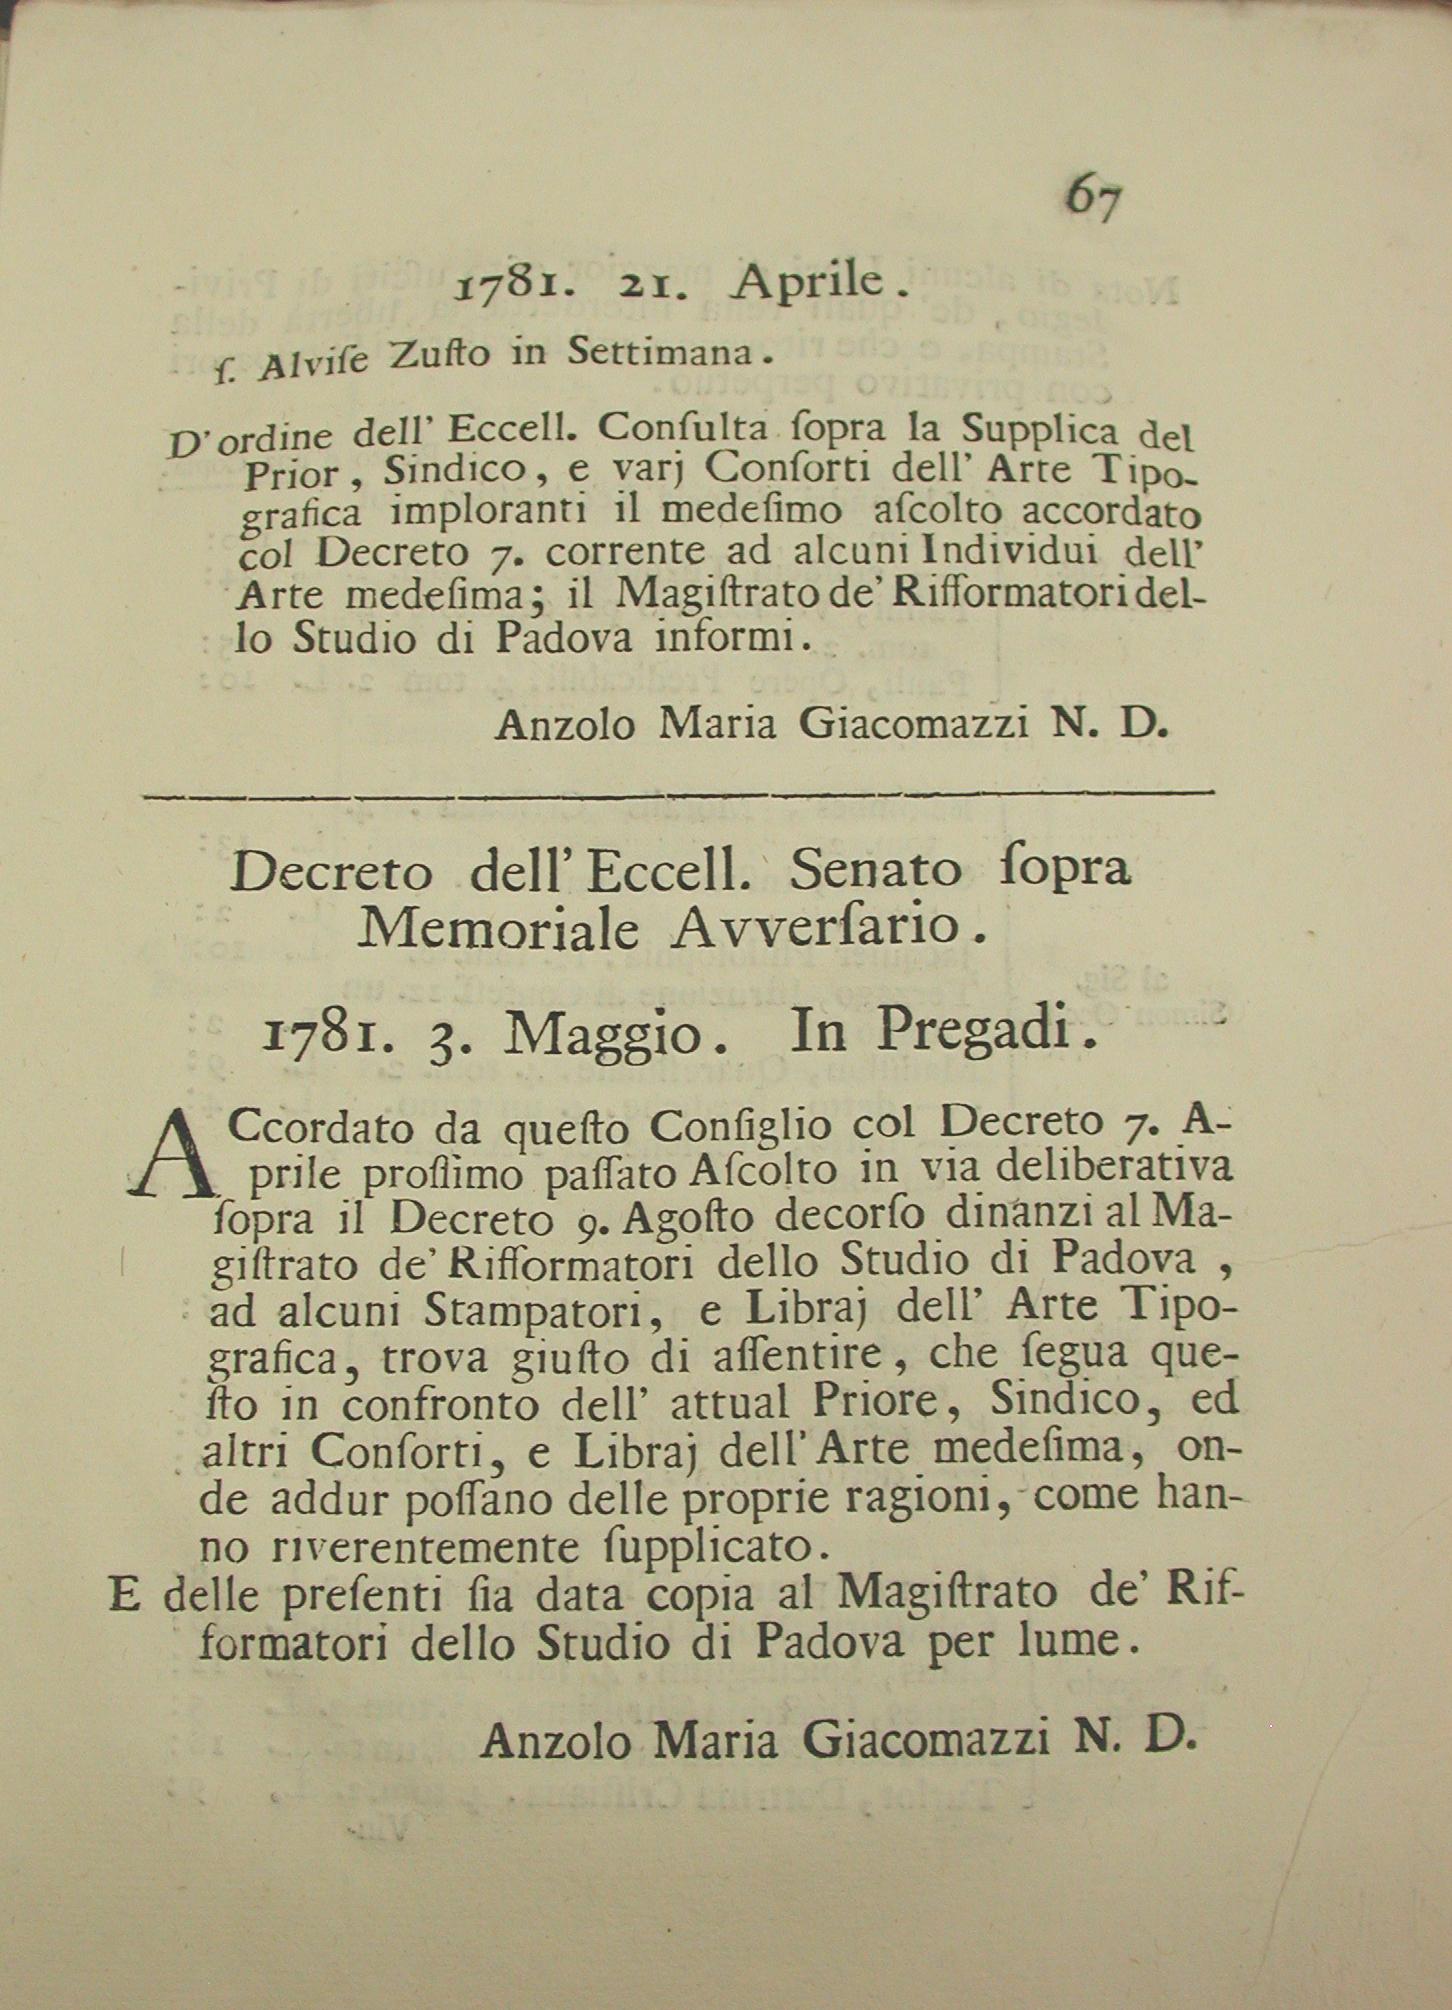 67
1781. 21. Aprile.
ſ. Alviſe Zuſto in Settimana.
D'ordine dell' Eccell. Conſulta ſopra la Supplica del
Prior, Sindico, e varj Conſorti dell' Arte Tipo-
grafica imploranti il medeſimo aſcolto accordato
col Decreto 7. corrente ad alcuni Individui dell'
Arte medeſima; il Magiſtrato de' Rifformatori del-
lo Studio di Padova informi.
Anzolo Maria Giacomazzi N. D.
Decreto dell' Eccell. Senato ſopra
Memoriale Avverſario.
1781. 3. Maggio. In Pregadi.
ACcordato da queſto Conſiglio col Decreto 7. A-
prile proſſimo paſſato Aſcolto in via deliberativa
ſopra il Decreto 9. Agoſto decorſo dinanzi al Ma-
giſtrato de' Rifformatori dello Studio di Padova,
ad alcuni Stampatori, e Libraj dell' Arte Tipo-
grafica, trova giuſto di aſſentire, che ſegua que-
ſto in confronto dell' attual Priore, Sindico, ed
altri Conſorti, e Libraj dell' Arte medeſima, on-
de addur poſſano delle proprie ragioni, come han-
no riverentemente ſupplicato.
E delle preſenti ſia data copia al Magiſtrato de' Rif-
formatori dello Studio di Padova per lume.
Anzolo Maria Giacomazzi N. D.